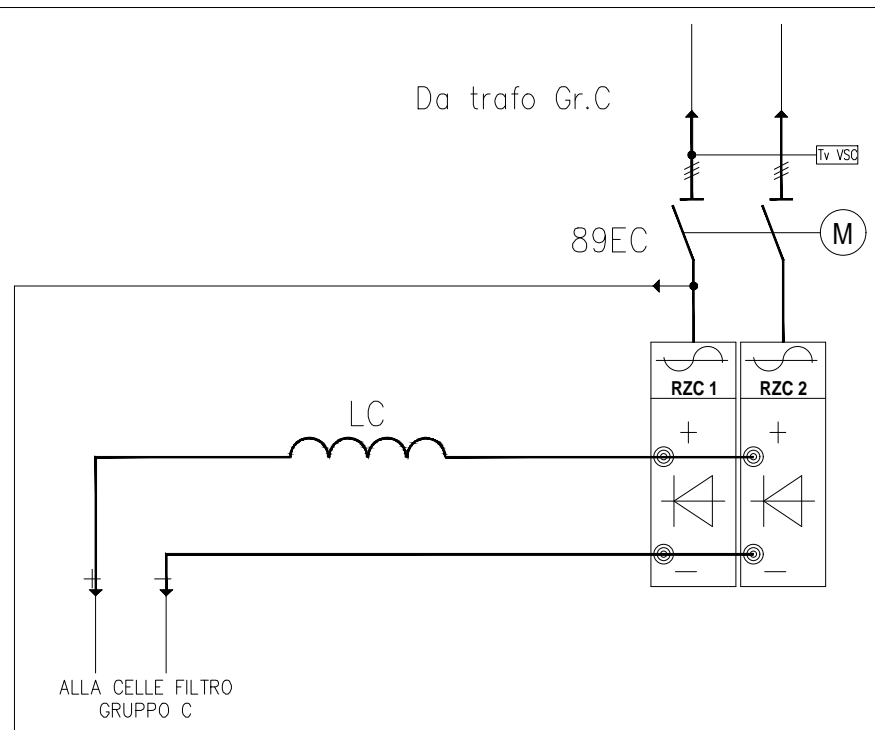 Da trafo Gr.C
Tv VSC
89EC
M
RZC 1
RZC 2
LC
+
+
–
–
+
–
ALLA CELLE FILTRO
GRUPPO C